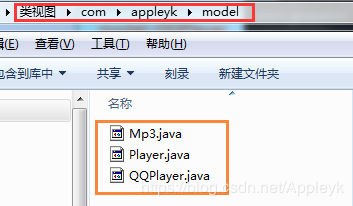 类视图 ▸ com ▸ appleyk ▸ model
查看(V) 工具(T) 帮助(H)
包含到库中 ▼ 共享 ▼ 刻录 新建文件夹
名称
Mp3.java
Player.java
QQPlayer.java
https://blog.csdn.net/Appleyk